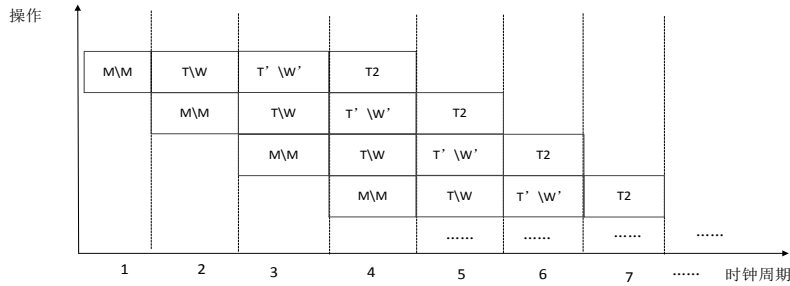 操作
M\M T\W T’\W’ T2
M\M T\W T’\W’ T2
M\M T\W T’\W’ T2
M\M T\W T’\W’ T2
…… …… …… ……
1 2 3 4 5 6 7 …… 时钟周期